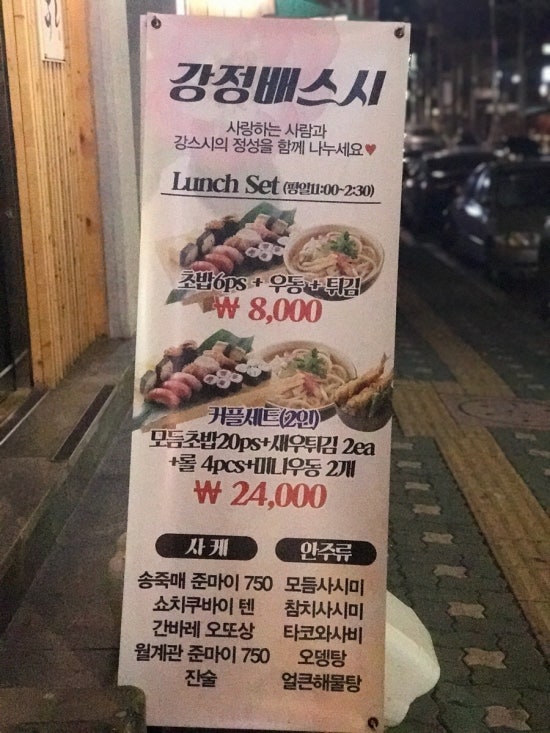 강정배스시
사랑하는 사람과
강스시의 정성을 함께 나누세요♥
Lunch Set (평일11:00~2:30)
초밥6ps + 우동 + 튀김
₩ 8,000
커플세트(2인)
모듬초밥20ps+새우튀김 2ea
+롤 4pcs+미니우동 2개
₩ 24,000
사케
송죽매 준마이 750
쇼치쿠바이 텐
간바레 오또상
월계관 준마이 750
잔술
안주류
모듬사시미
참치사시미
타코와사비
오뎅탕
얼큰해물탕